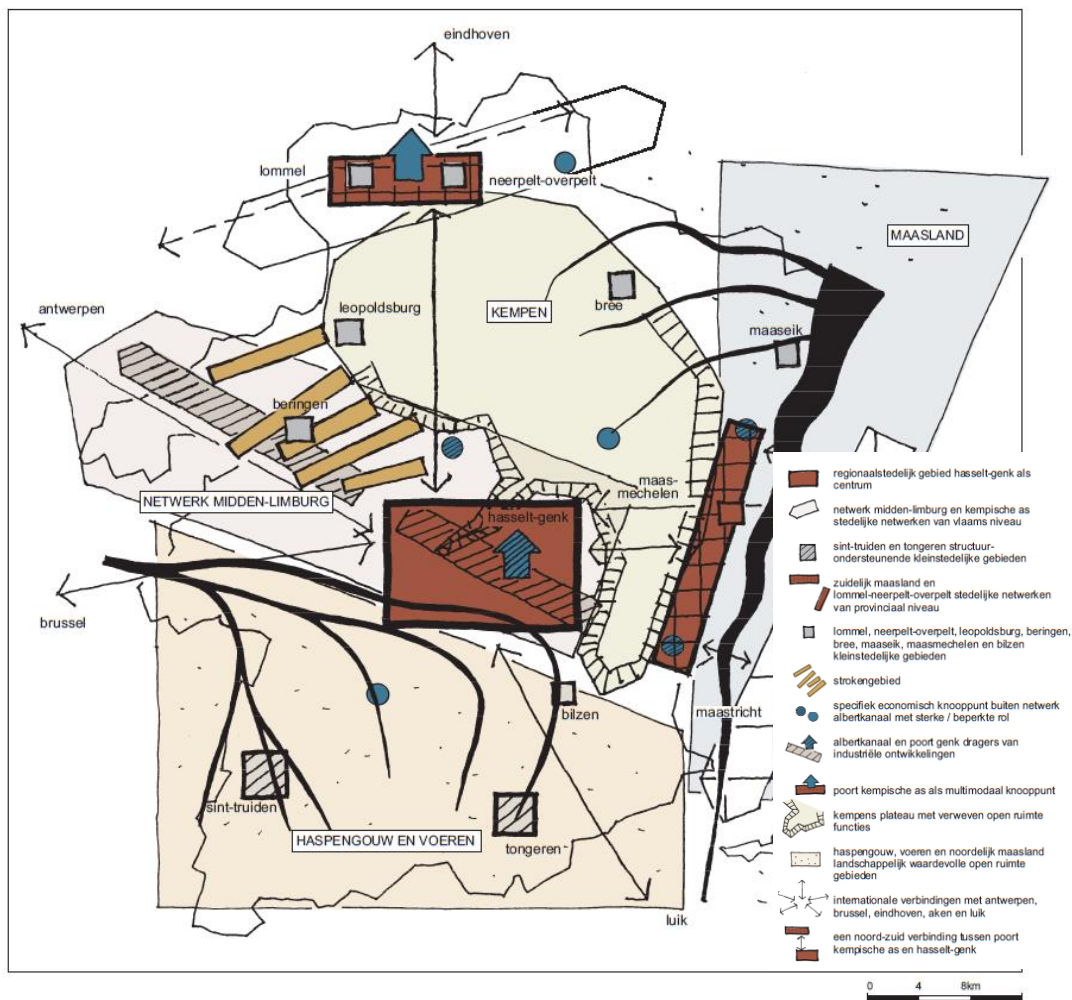 eindhoven
lommel
neerpelt-overpelt
MAASLAND
antwerpen
leopoldsburg
KEMPEN
bree
maaseik
beringen
maas-
mechelen
NETWERK MIDDEN-LIMBURG
hasselt-genk
brussel
bilzen
maastricht
sint-truiden
HASPENGOUW EN VOEREN
tongeren
luik
regionaalstedelijk gebied hasselt-genk als
centrum
netwerk midden-limburg en kempische as
stedelijke netwerken van vlaams niveau
sint-truiden en tongeren structuur-
ondersteunende kleinstedelijke gebieden
zuidelijk maasland en
lommel-neerpelt-overpelt stedelijke netwerken
van provinciaal niveau
lommel, neerpelt-overpelt, leopoldsburg, beringen,
bree, maaseik, maasmechelen en bilzen
kleinstedelijke gebieden
strokengebied
specifiek economisch knooppunt buiten netwerk
albertkanaal met sterke / beperkte rol
albertkanaal en poort genk dragers van
industriële ontwikkelingen
poort kempische as als multimodaal knooppunt
kempens plateau met verweven open ruimte
functies
haspengouw, voeren en noordelijk maasland
landschappelijk waardevolle open ruimte
gebieden
internationale verbindingen met antwerpen,
brussel, eindhoven, aken en luik
een noord-zuid verbinding tussen poort
kempische as en hasselt-genk
0 4 8km